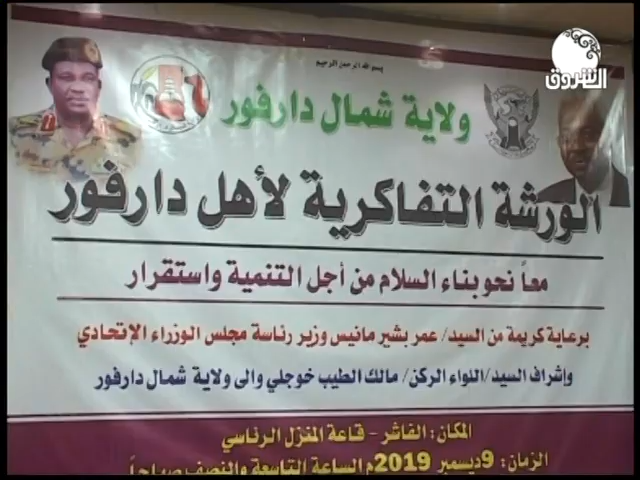 الشروق
بسم الله الرحمن الرحيم
ولاية شمال دارفور
الورشة التفاكرية لأهل دارفور
معاً نحو بناء السلام من أجل التنمية واستقرار
برعاية كريمة من السيد/ عمر بشير مانيس وزير رئاسة مجلس الوزراء الإتحادي
وإشراف السيد/اللواء الركن/ مالك الطيب خوجلي والى ولاية شمال دارفور
المكان: الفاشر - قاعة المنزل الرئاسي
الزمان: 9ديسمبر 2019م الساعة التاسعة والنصف صباحاً